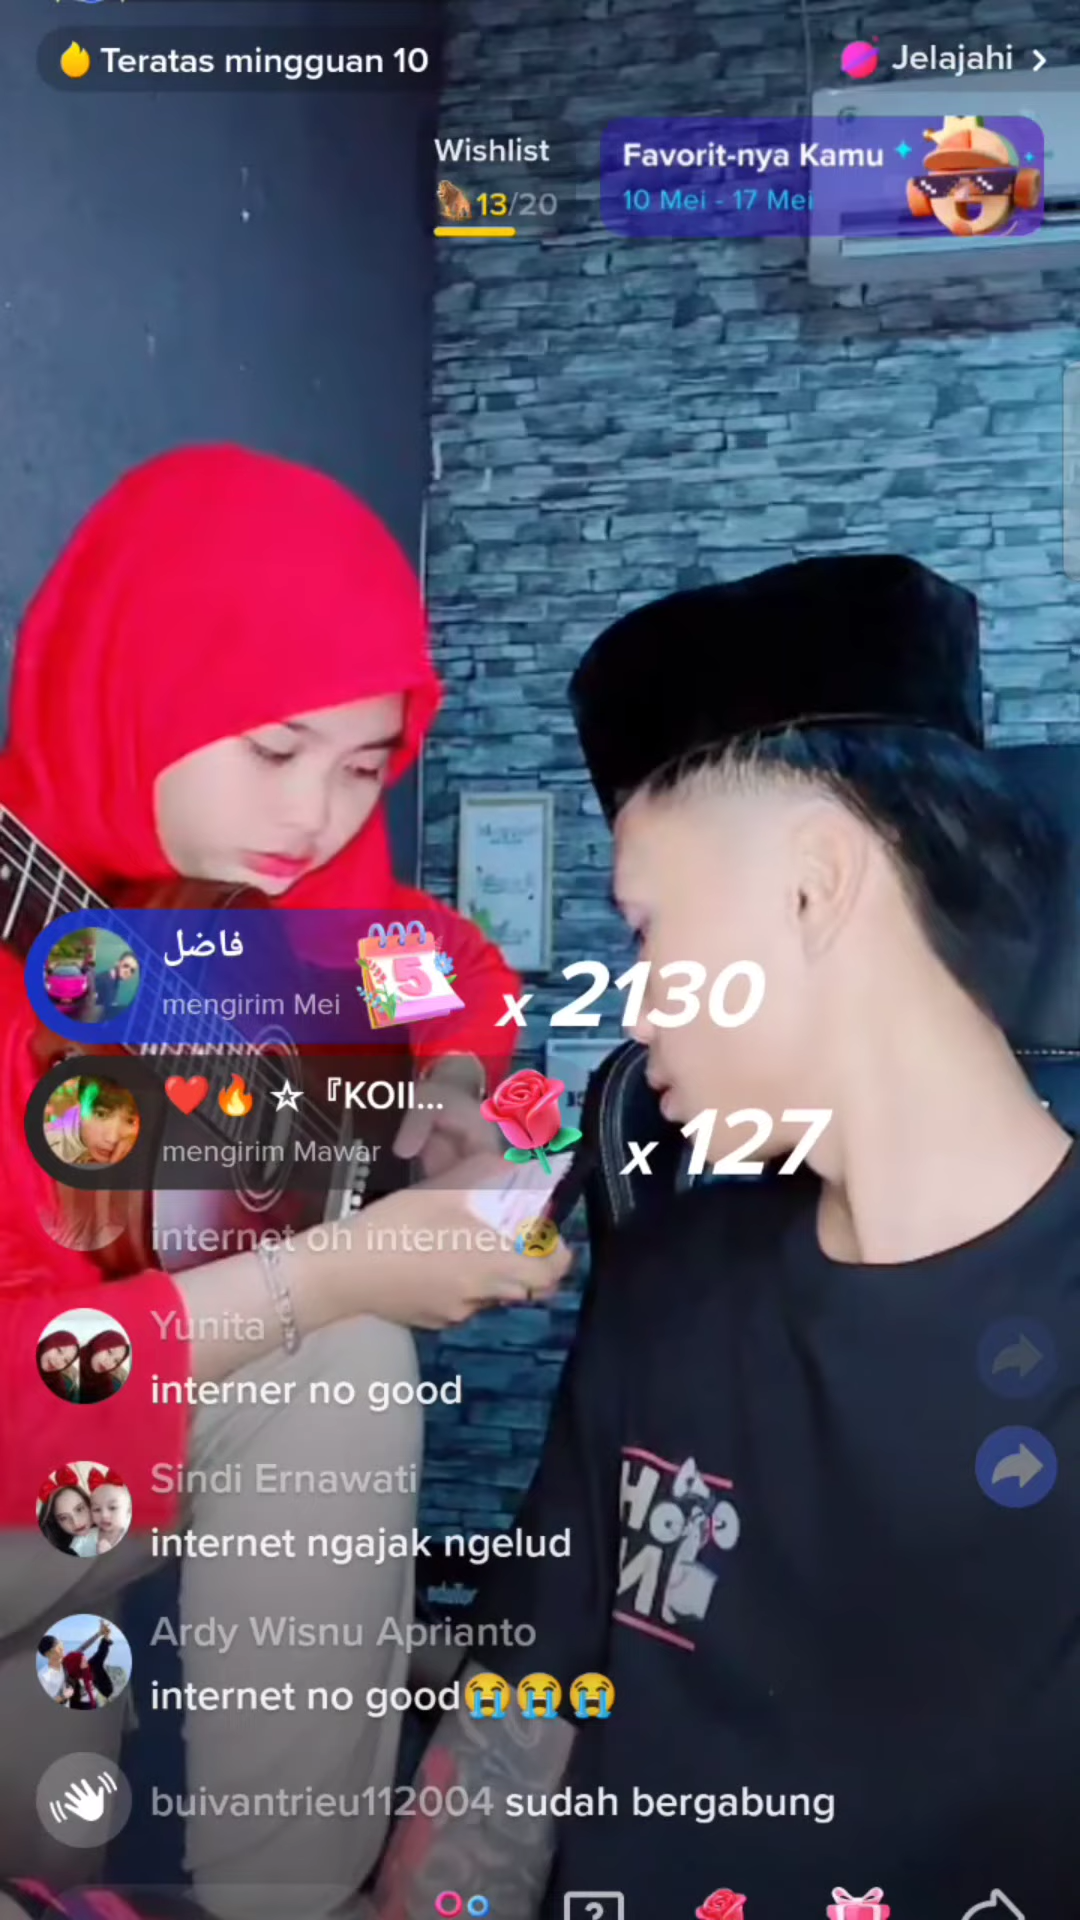 Teratas mingguan 10
Jelajahi >
Wishlist
13/20
Favorit-nya Kamu
10 Mei - 17 Mei
فاضل
mengirim Mei
5
x 2130
❤️🔥 ☆『KOII...
mengirim Mawar
x 127
internet oh internet😥
Yunita
interner no good
Sindi Ernawati
internet ngajak ngelud
Ardy Wisnu Aprianto
internet no good😭😭😭
buivantrieu112004 sudah bergabung
?